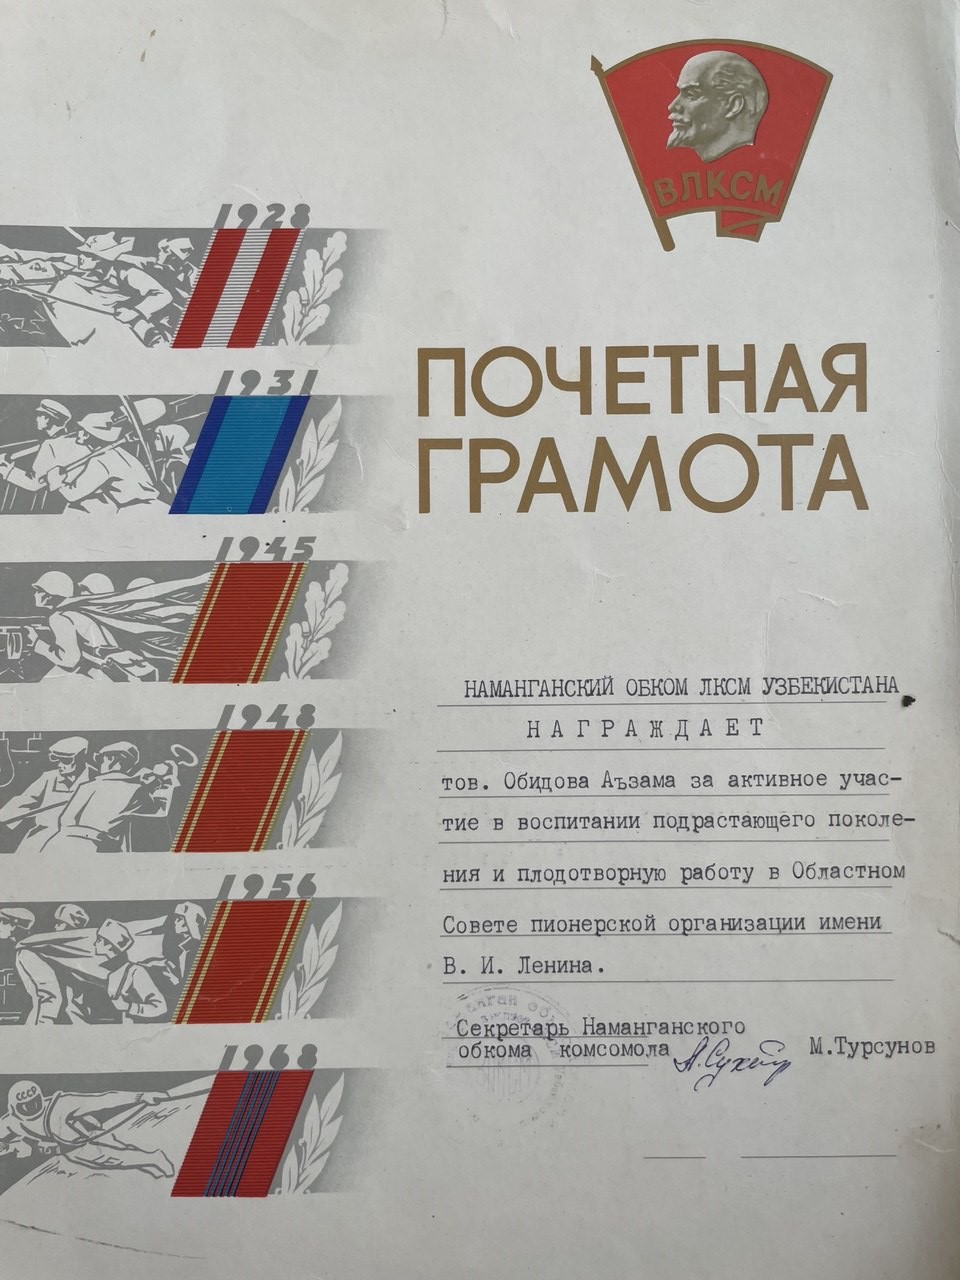 ВЛКСМ
1928
1931
1945
1948
1956
1968
СССР
ПОЧЕТНАЯ
ГРАМОТА
НАМАНГАНСКИЙ ОБКОМ ЛКСМ УЗБЕКИСТАНА
НАГРАЖДАЕТ
тов. Обидова Аъзама за активное учас-
тие в воспитании подрастающего поколе-
ния и плодотворную работу в Областном
Совете пионерской организации имени
В. И. Ленина.
Секретарь Наманганского
обкома комсомола
М.Турсунов